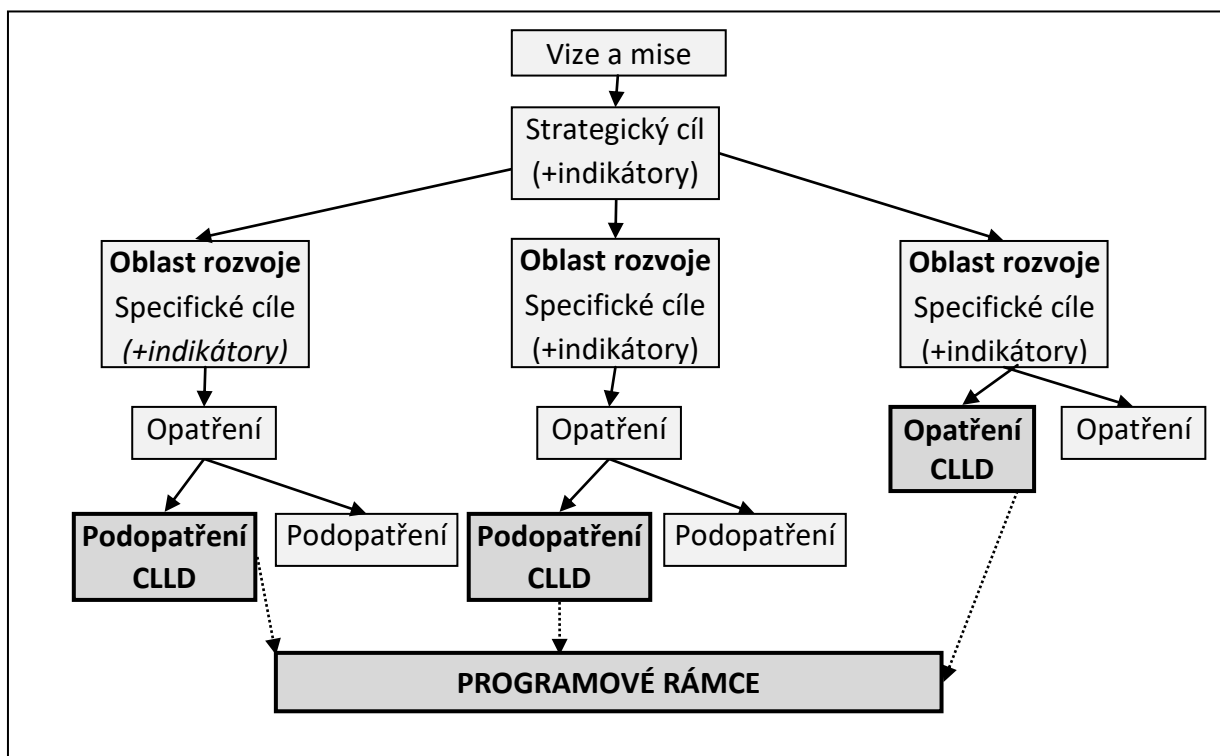 Vize a mise
Strategický cíl
(+indikátory)
Oblast rozvoje
Specifické cíle
(+indikátory)
Oblast rozvoje
Specifické cíle
(+indikátory)
Oblast rozvoje
Specifické cíle
(+indikátory)
Opatření
Opatření
Opatření
CLLD
Opatření
Podopatření
CLLD
Podopatření
Podopatření
CLLD
Podopatření
PROGRAMOVÉ RÁMCE